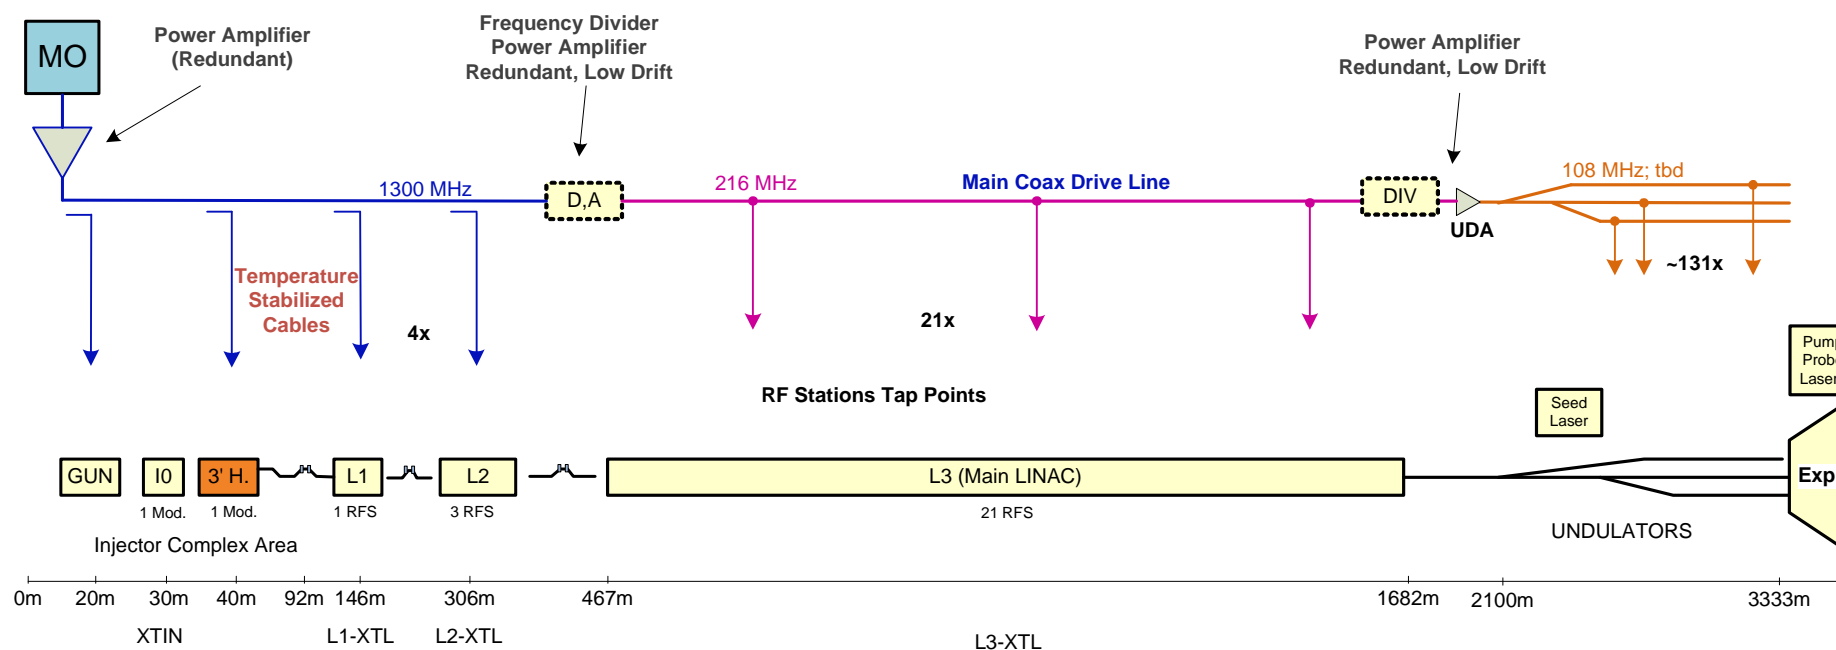 MO
Power Amplifier
(Redundant)
Frequency Divider
Power Amplifier
Redundant, Low Drift
Power Amplifier
Redundant, Low Drift
1300 MHz
D,A
216 MHz
Main Coax Drive Line
DIV
UDA
108 MHz; tbd
Temperature
Stabilized
Cables
4x
21x
~131x
RF Stations Tap Points
Seed
Laser
Pump
Probe
Laser
GUN
I0
3' H.
L1
L2
L3 (Main LINAC)
Exp
1 Mod.
1 Mod.
1 RFS
3 RFS
21 RFS
Injector Complex Area
UNDULATORS
0m
20m
30m
40m
92m
146m
306m
467m
1682m
2100m
3333m
XTIN
L1-XTL
L2-XTL
L3-XTL